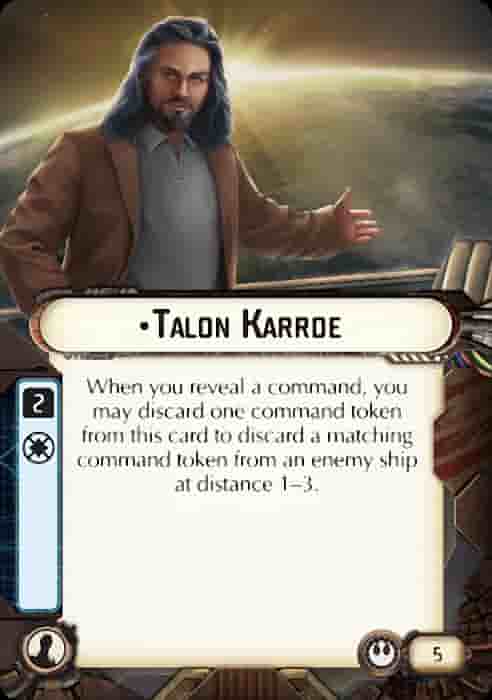 •Talon Karrde
When you reveal a command, you
may discard one command token
from this card to discard a matching
command token from an enemy ship
at distance 1–3.
2
5